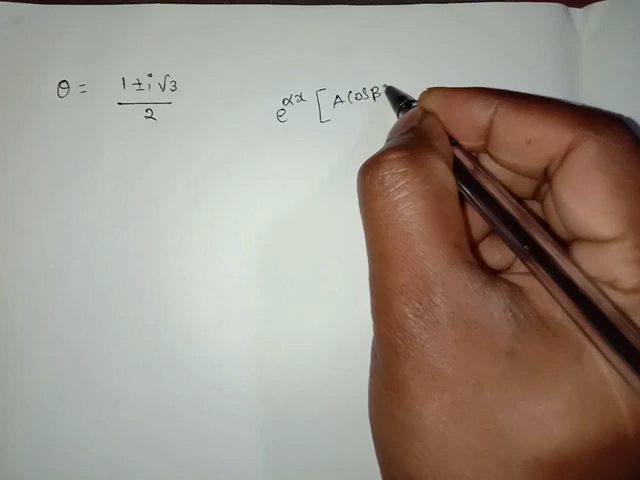 θ = 1 ± i √3 / 2
e^αx [ A cos β